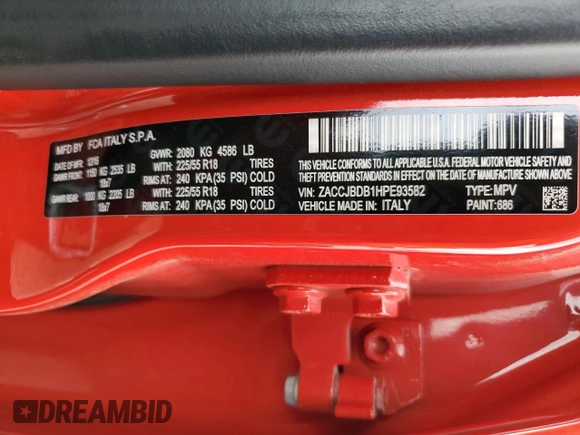 MFD BY FCA ITALY S.P.A.
12/16 GVWR: 2080 KG 4586 LB
GAWR FRONT: 1150 KG 2535 LB WITH: 225/55 R18 TIRES
18x7 RIMS AT: 240 KPA (35 PSI) COLD
GAWR REAR: 1000 KG 2205 LB WITH: 225/55 R18 TIRES
18x7 RIMS AT: 240 KPA (35 PSI) COLD
THIS VEHICLE CONFORMS TO ALL APPLICABLE U.S.A. FEDERAL MOTOR VEHICLE SAFETY,
BUMPER, AND THEFT PREVENTION STANDARDS IN EFFECT ON THE DATE OF MANUFACTURE SHOWN ABOVE
VIN: ZACCJBDB1HPE93582 TYPE: MPV
VEHICLE MADE IN: ITALY PAINT: 686
DREAMBID